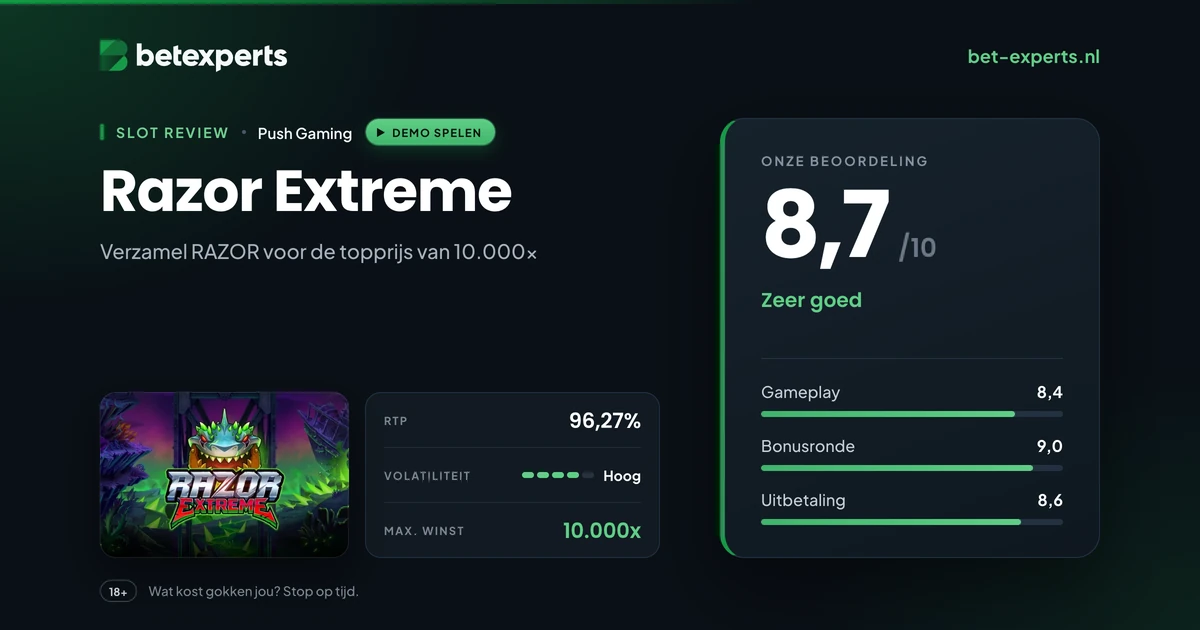 betexperts
bet-experts.nl
SLOT REVIEW • Push Gaming ▶ DEMO SPELEN
Razor Extreme
Verzamel RAZOR voor de topprijs van 10.000×
RAZOR
EXTREME
RTP 96,27%
VOLATILITEIT Hoog
MAX. WINST 10.000x
ONZE BEOORDELING
8,7 /10
Zeer goed
Gameplay 8,4
Bonusronde 9,0
Uitbetaling 8,6
18+ Wat kost gokken jou? Stop op tijd.